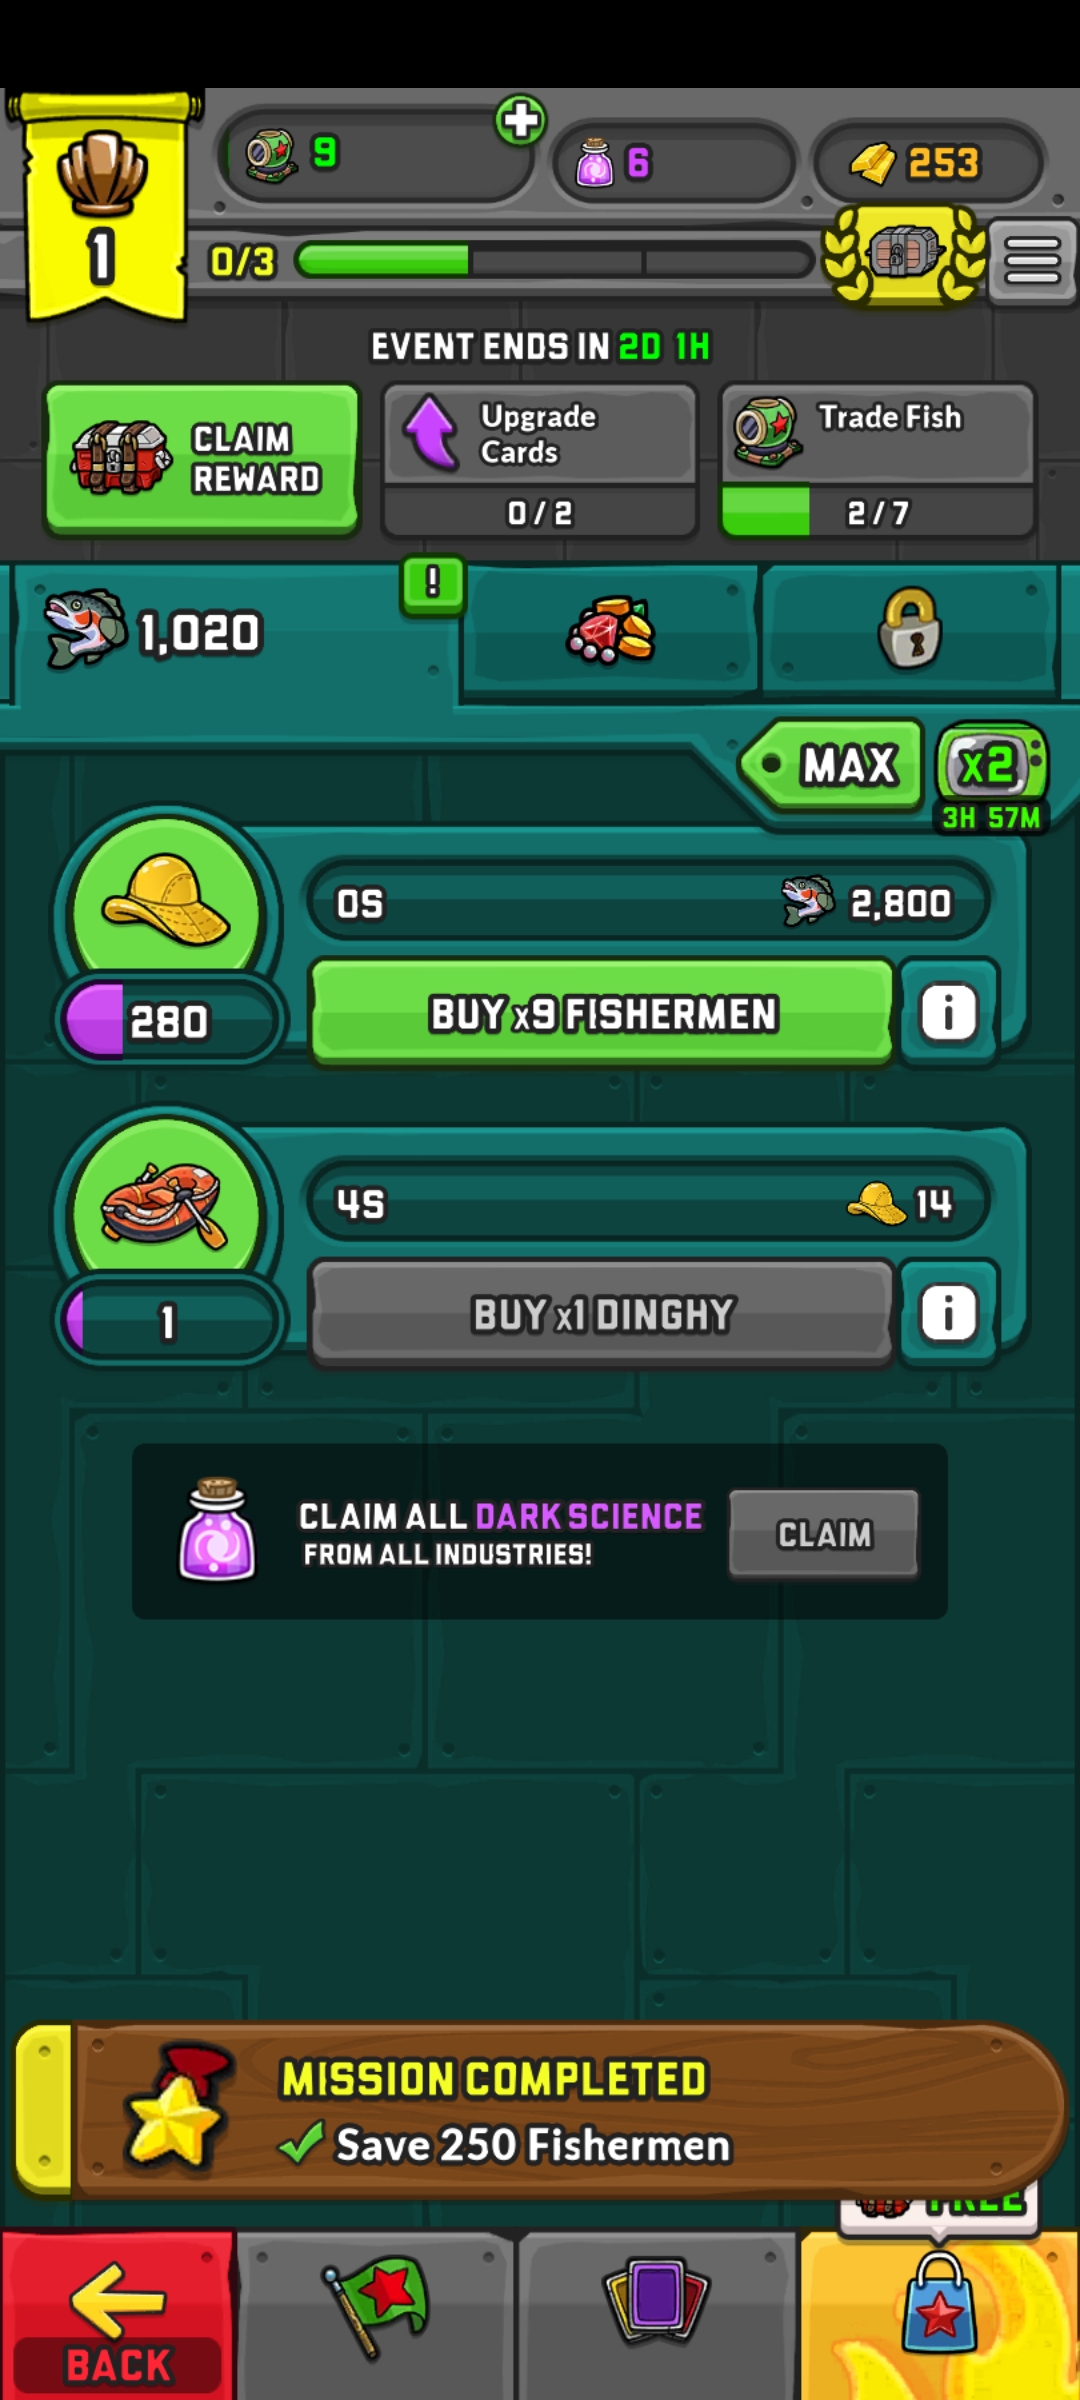 9
6
253
1
0/3
EVENT ENDS IN 2D 1H
CLAIM
REWARD
Upgrade
Cards
0/2
Trade Fish
2/7
!
1,020
MAX
x2
3H 57M
0S
2,800
280
BUY x9 FISHERMEN
i
4S
14
1
BUY x1 DINGHY
i
CLAIM ALL DARK SCIENCE
FROM ALL INDUSTRIES!
CLAIM
MISSION COMPLETED
Save 250 Fishermen
FREE
BACK